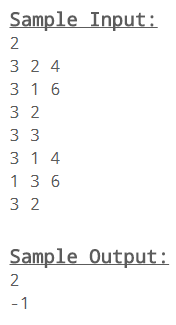 Sample Input:
2
3 2 4
3 1 6
3 2
3 3
3 1 4
1 3 6
3 2
Sample Output:
2
-1